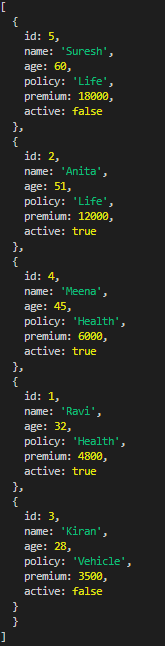 [
  {
    id: 5,
    name: 'Suresh',
    age: 60,
    policy: 'Life',
    premium: 18000,
    active: false
  },
  {
    id: 2,
    name: 'Anita',
    age: 51,
    policy: 'Life',
    premium: 12000,
    active: true
  },
  {
    id: 4,
    name: 'Meena',
    age: 45,
    policy: 'Health',
    premium: 6000,
    active: true
  },
  {
    id: 1,
    name: 'Ravi',
    age: 32,
    policy: 'Health',
    premium: 4800,
    active: true
  },
  {
    id: 3,
    name: 'Kiran',
    age: 28,
    policy: 'Vehicle',
    premium: 3500,
    active: false
  }
  }
]